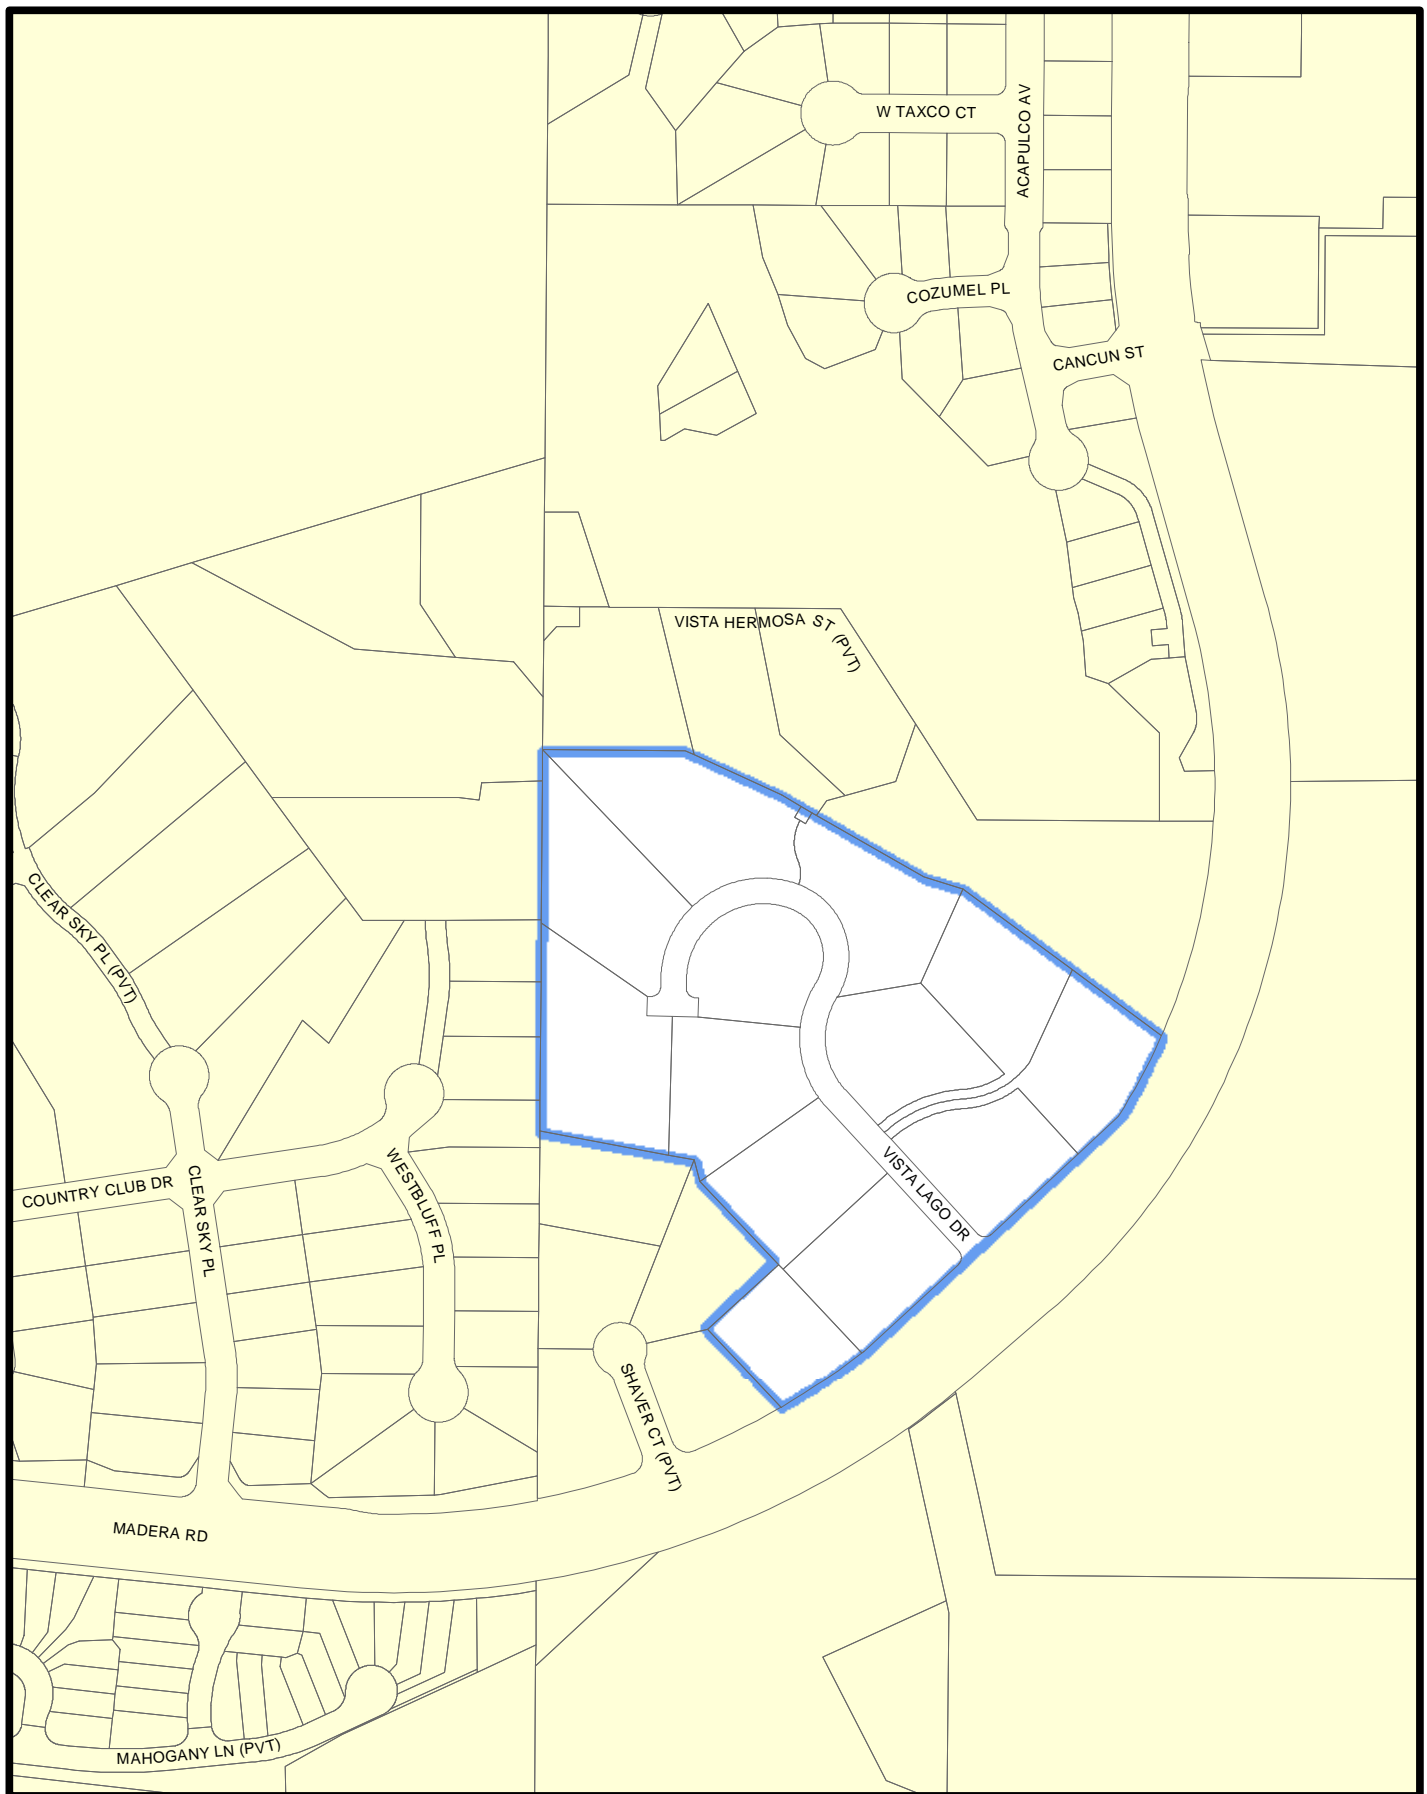 W TAXCO CT
ACAPULCO AV
COZUMEL PL
CANCUN ST
VISTA HERMOSA ST (PVT)
CLEAR SKY PL (PVT)
COUNTRY CLUB DR
CLEAR SKY PL
WESTBLUFF PL
VISTA LAGO DR
SHAVER CT (PVT)
MADERA RD
MAHOGANY LN (PVT)